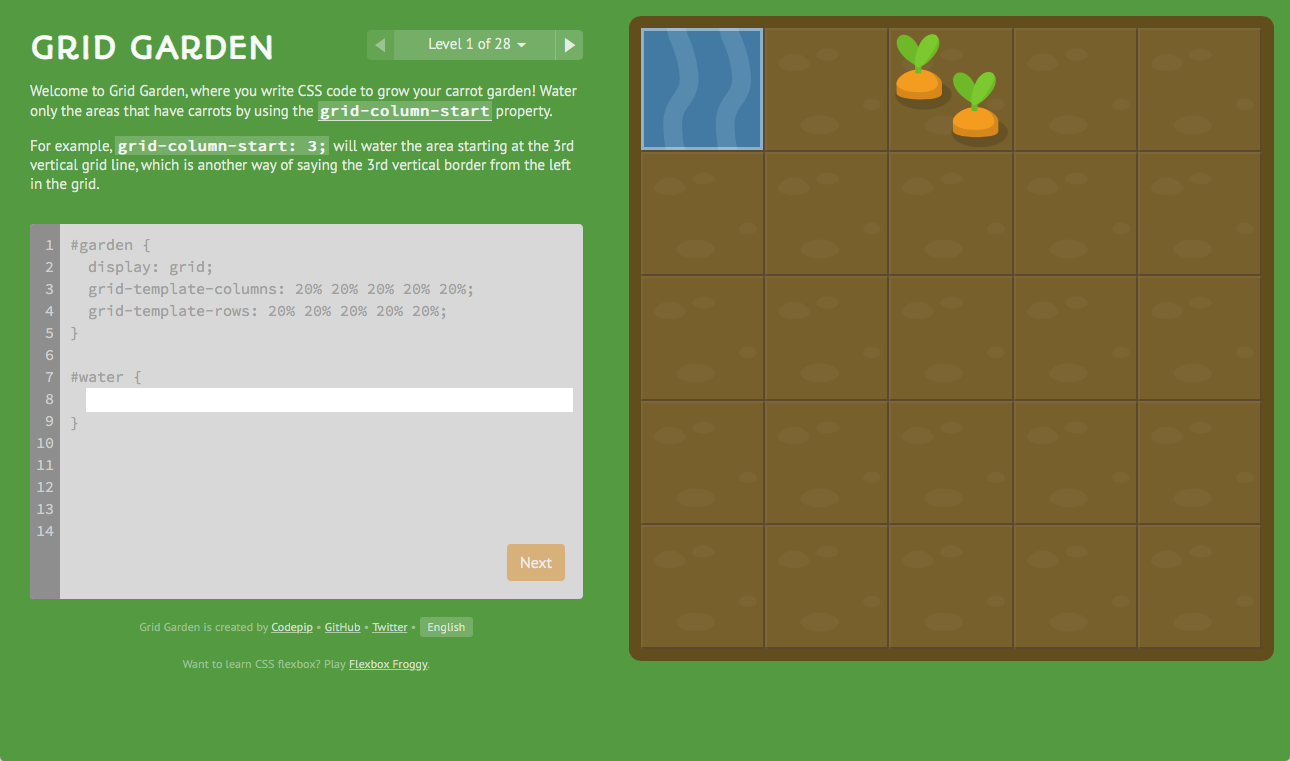 GRID GARDEN
Level 1 of 28
Welcome to Grid Garden, where you write CSS code to grow your carrot garden! Water
only the areas that have carrots by using the grid-column-start property.
For example, grid-column-start: 3; will water the area starting at the 3rd
vertical grid line, which is another way of saying the 3rd vertical border from the left
in the grid.
1 #garden {
2   display: grid;
3   grid-template-columns: 20% 20% 20% 20% 20%;
4   grid-template-rows: 20% 20% 20% 20% 20%;
5 }
6
7 #water {
8
9 }
10
11
12
13
14
Next
Grid Garden is created by Codepip • GitHub • Twitter • English
Want to learn CSS flexbox? Play Flexbox Froggy.